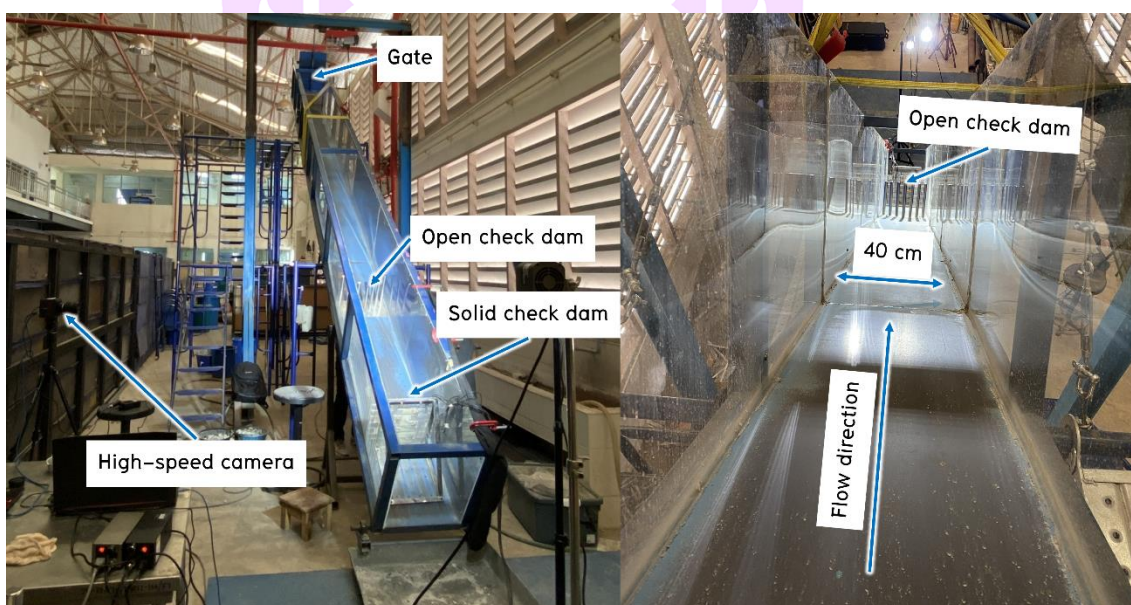 Gate
Open check dam
Solid check dam
High-speed camera
Open check dam
40 cm
Flow direction